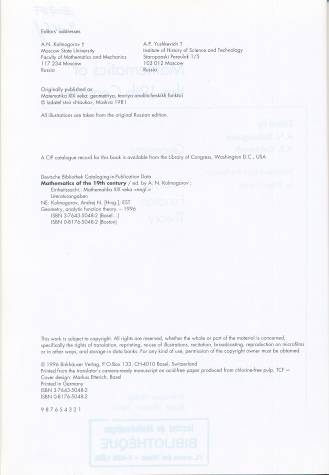 Editors' addresses:
A.N. Kolmogorov †
Moscow State University
Faculty of Mathematics and Mechanics
117 234 Moscow
Russia
A.P. Yushkevich †
Institute of History of Science and Technology
Staropanski Pereulok 1/5
102 012 Moscow
Russia
Originally published as
Matematika XIX veka: geometriya, teoriya analiticheskikh funktsii
© Izdatel'stvo «Nauka», Moskva 1981
All illustrations are taken from the original Russian edition.
A CIP catalogue record for this book is available from the Library of Congress, Washington D.C., USA
Deutsche Bibliothek Cataloging-in-Publication Data
Mathematics of the 19th century / ed. by A. N. Kolmogorov ;
Einheitssacht.: Matematika XIX veka <engl.>
Literaturangaben
NE: Kolmogorov, Andrej N. [Hrsg.]; EST
Geometry, analytic function theory. – 1996
ISBN 3-7643-5048-2 (Basel...)
ISBN 0-8176-5048-2 (Boston)
This work is subject to copyright. All rights are reserved, whether the whole or part of the material is concerned,
specifically the rights of translation, reprinting, re-use of illustrations, recitation, broadcasting, reproduction on microfilms
or in other ways, and storage in data banks. For any kind of use, permission of the copyright owner must be obtained
© 1996 Birkhäuser Verlag, P.O.Box 133, CH-4010 Basel, Switzerland
Printed from the translator's camera-ready manuscript on acid-free paper produced from chlorine-free pulp. TCF ∞
Cover design: Markus Etterich, Basel
Printed in Germany
ISBN 3-7643-5048-2
ISBN 0-8176-5048-2
9 8 7 6 5 4 3 2 1
BIBLIOTHÈQUE